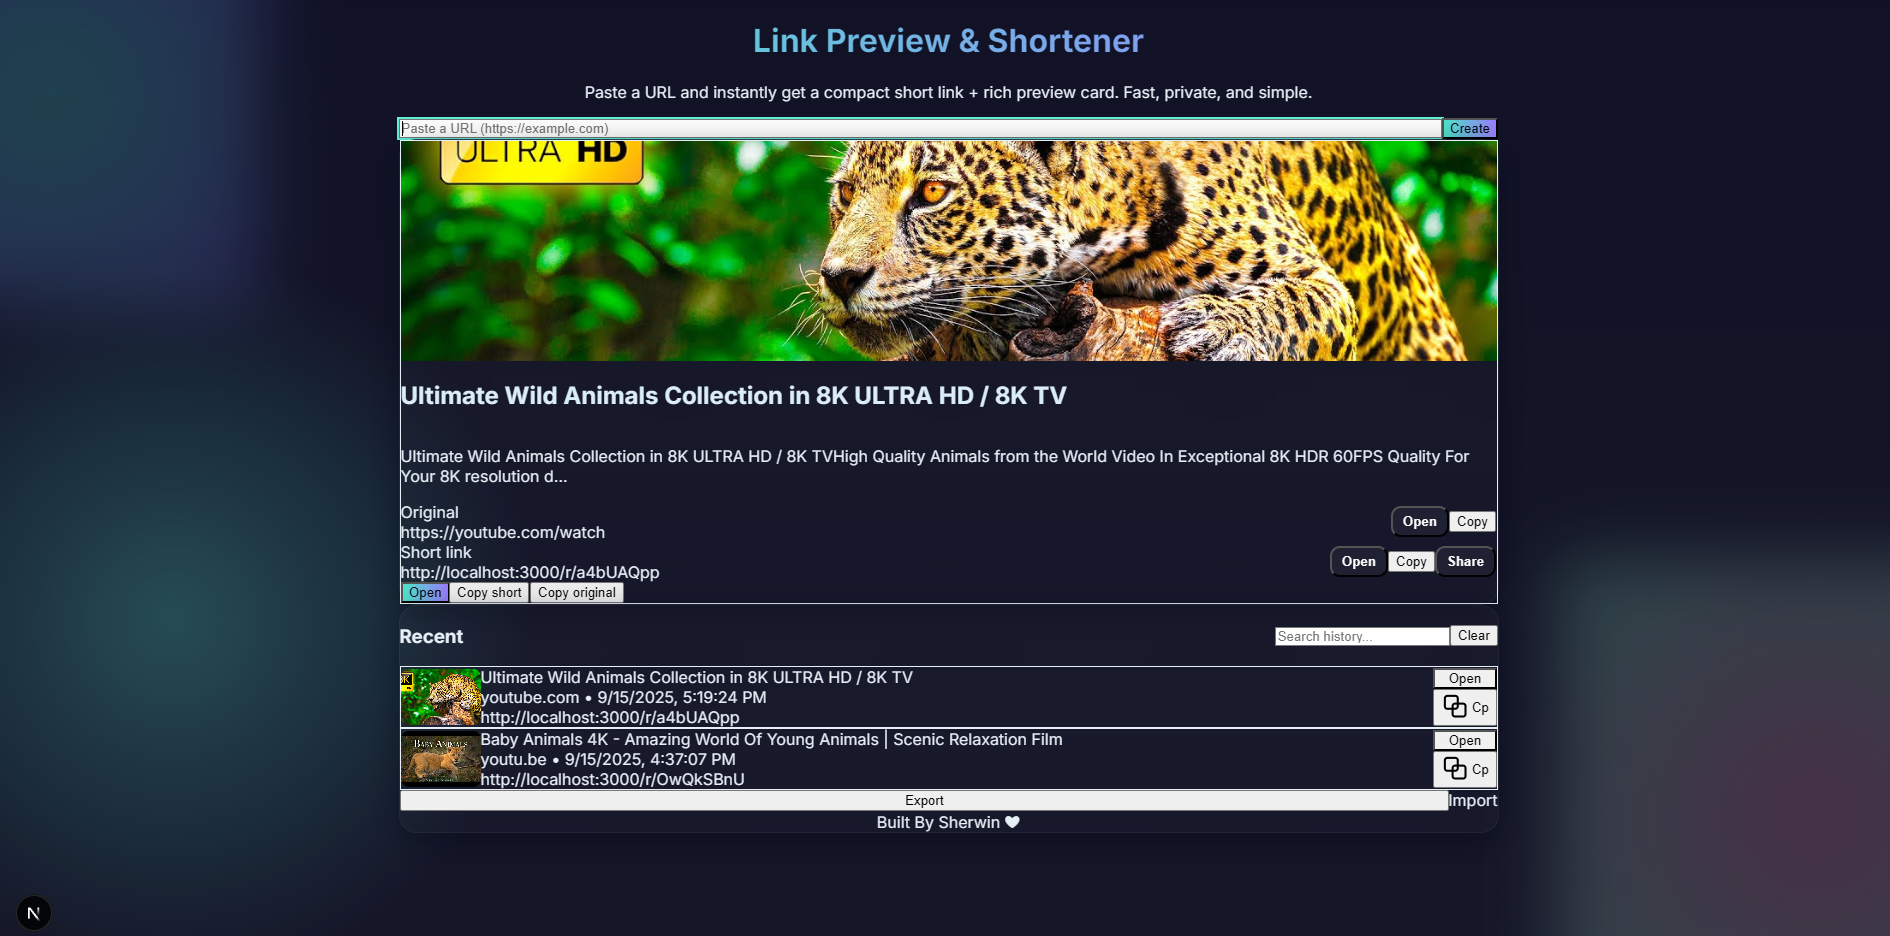 Link Preview & Shortener
Paste a URL and instantly get a compact short link + rich preview card. Fast, private, and simple.
Paste a URL (https://example.com) Create
ULTRA HD
Ultimate Wild Animals Collection in 8K ULTRA HD / 8K TV
Ultimate Wild Animals Collection in 8K ULTRA HD / 8K TVHigh Quality Animals from the World Video In Exceptional 8K HDR 60FPS Quality For
Your 8K resolution d...
Original
https://youtube.com/watch
Open Copy
Short link
http://localhost:3000/r/a4bUAQpp
Open Copy Share
Open Copy short Copy original
Recent Search history... Clear
Ultimate Wild Animals Collection in 8K ULTRA HD / 8K TV
youtube.com • 9/15/2025, 5:19:24 PM
http://localhost:3000/r/a4bUAQpp
Open
Cp
BABY ANIMALS
Baby Animals 4K - Amazing World Of Young Animals | Scenic Relaxation Film
youtu.be • 9/15/2025, 4:37:07 PM
http://localhost:3000/r/OwQkSBnU
Open
Cp
Export Import
Built By Sherwin 🖤
N